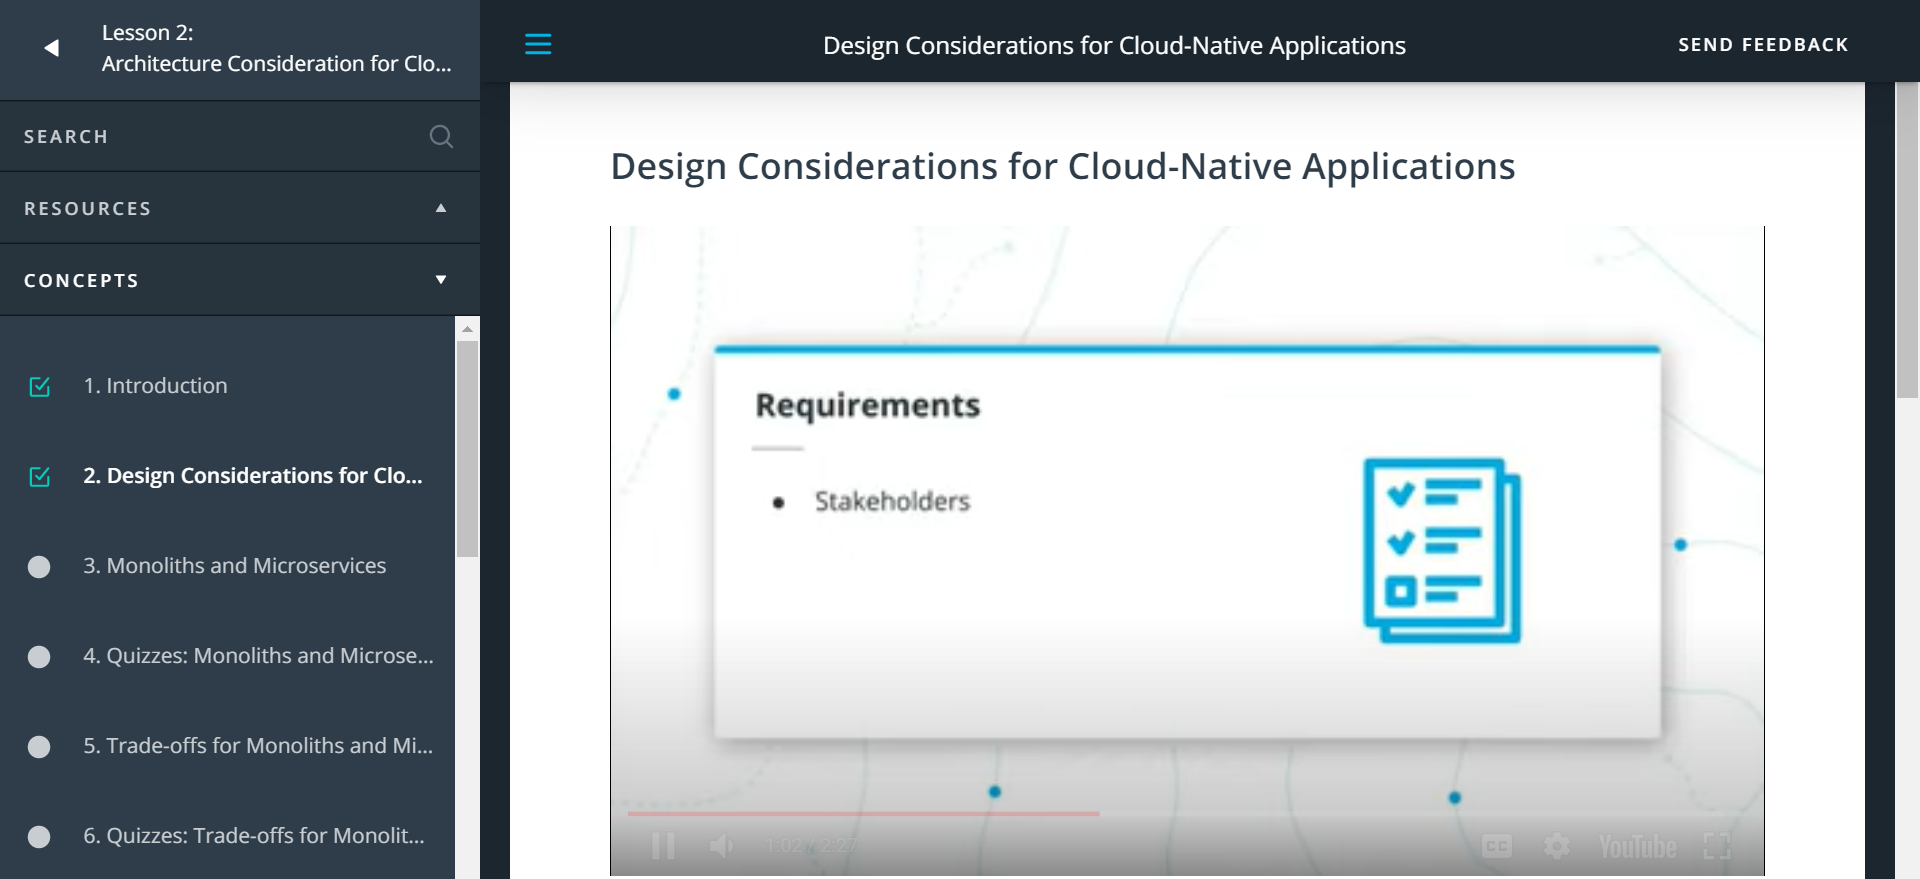 Lesson 2:
Architecture Consideration for Clo...
SEARCH
RESOURCES
CONCEPTS
1. Introduction
2. Design Considerations for Clo...
3. Monoliths and Microservices
4. Quizzes: Monoliths and Microse...
5. Trade-offs for Monoliths and Mi...
6. Quizzes: Trade-offs for Monolit...
Design Considerations for Cloud-Native Applications
SEND FEEDBACK
Design Considerations for Cloud-Native Applications
Requirements
Stakeholders
1:02 / 2:27
CC
YouTube